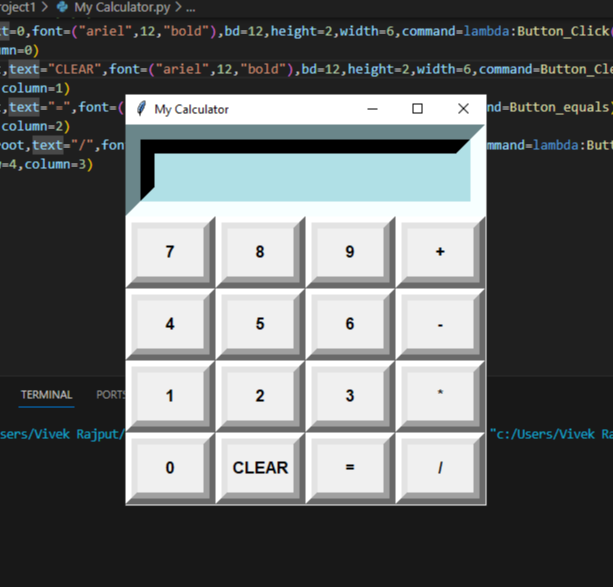 roject1 > My Calculator.py > ...
xt=0,font=("ariel",12,"bold"),bd=12,height=2,width=6,command=lambda:Button_Click(
umn=0)
,text="CLEAR",font=("ariel",12,"bold"),bd=12,height=2,width=6,command=Button_Cle
column=1)
,text="=",font=( nd=Button_equals)
column=2)
oot,text="/",fon mmand=lambda:Butt
w=4,column=3)
My Calculator
7 8 9 +
4 5 6 -
1 2 3 *
0 CLEAR = /
TERMINAL PORTS
sers/Vivek Rajput/ "c:/Users/Vivek Ra